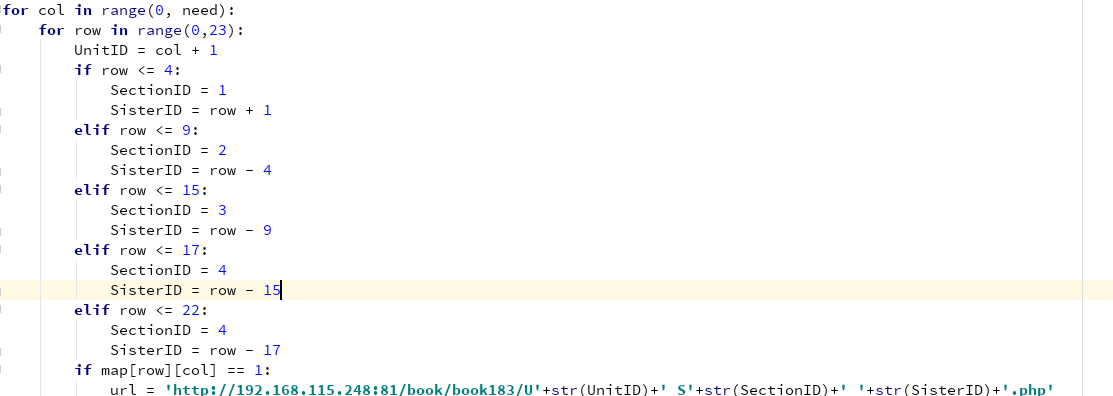 for col in range(0, need):
    for row in range(0,23):
        UnitID = col + 1
        if row <= 4:
            SectionID = 1
            SisterID = row + 1
        elif row <= 9:
            SectionID = 2
            SisterID = row - 4
        elif row <= 15:
            SectionID = 3
            SisterID = row - 9
        elif row <= 17:
            SectionID = 4
            SisterID = row - 15
        elif row <= 22:
            SectionID = 4
            SisterID = row - 17
        if map[row][col] == 1:
            url = 'http://192.168.115.248:81/book/book183/U'+str(UnitID)+' S'+str(SectionID)+' '+str(SisterID)+'.php'